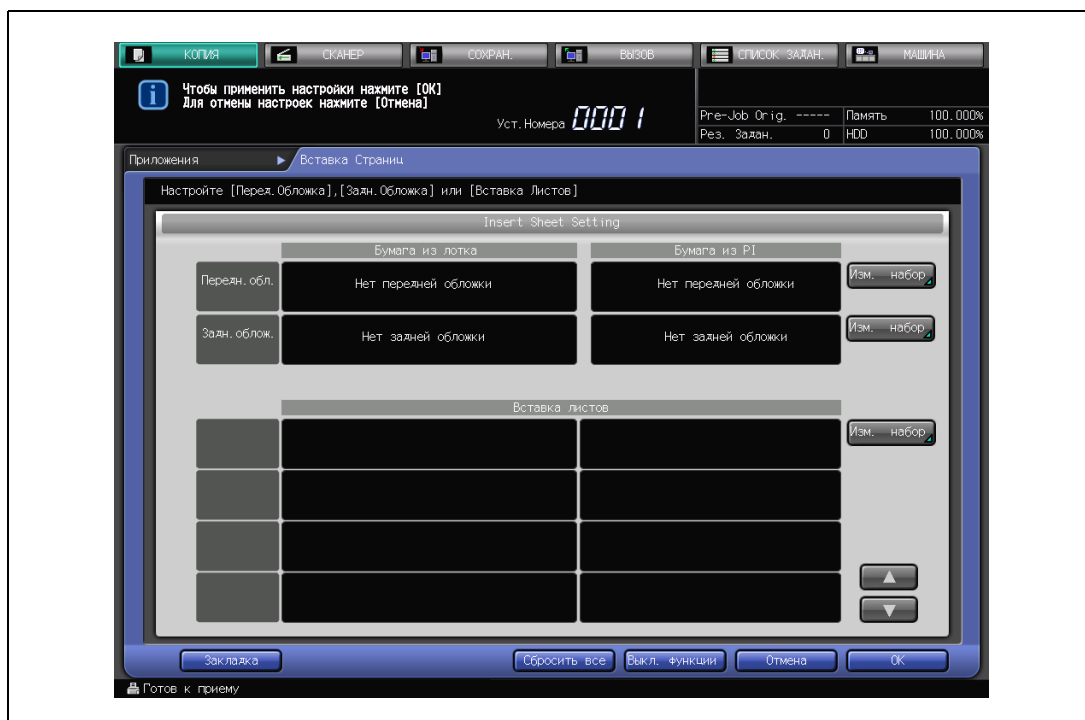 КОПИЯ СКАНЕР СОХРАН. ВЫЗОВ СПИСОК ЗАДАН. МАШИНА
Чтобы применить настройки нажмите [OK]
Для отмены настроек нажмите [Отмена]
Уст.Номера 0001
Pre-Job Orig. ----- Память 100.000%
Рез. Задан. 0 HDD 100.000%
Приложения Вставка Страниц
Настройте [Перед.Обложка],[Задн.Обложка] или [Вставка Листов]
Insert Sheet Setting
Бумага из лотка Бумага из PI
Передн.обл. Нет передней обложки Нет передней обложки Изм. набор
Задн.облож. Нет задней обложки Нет задней обложки Изм. набор
Вставка листов
Изм. набор
Закладка Сбросить все Выкл. функции Отмена OK
Готов к приему